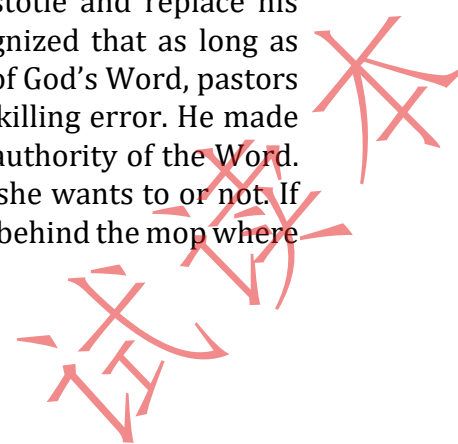 stotle and replace his
gnized that as long as
of God's Word, pastors
killing error. He made
authority of the Word.
she wants to or not. If
behind the mop where
试读本